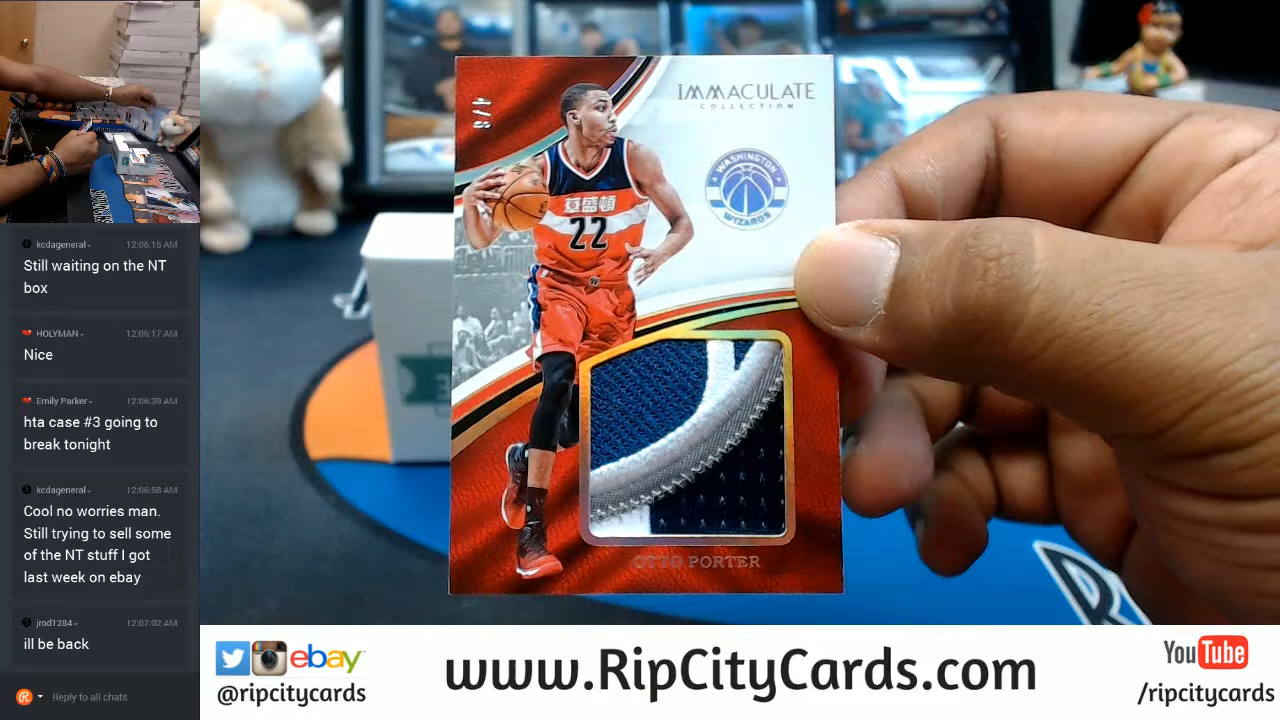 kcdageneral 12:06:15 AM
Still waiting on the NT
box
HOLYMAN 12:06:17 AM
Nice
Emily Parker 12:06:39 AM
hta case #3 going to
break tonight
kcdageneral 12:06:58 AM
Cool no worries man.
Still trying to sell some
of the NT stuff I got
last week on ebay
jrod1284 12:07:02 AM
ill be back
Reply to all chats
4/8
IMMACULATE
COLLECTION
WASHINGTON
WIZARDS
華盛頓
22
OTTO PORTER
ebay
@ripcitycards
www.RipCityCards.com
YouTube
/ripcitycards